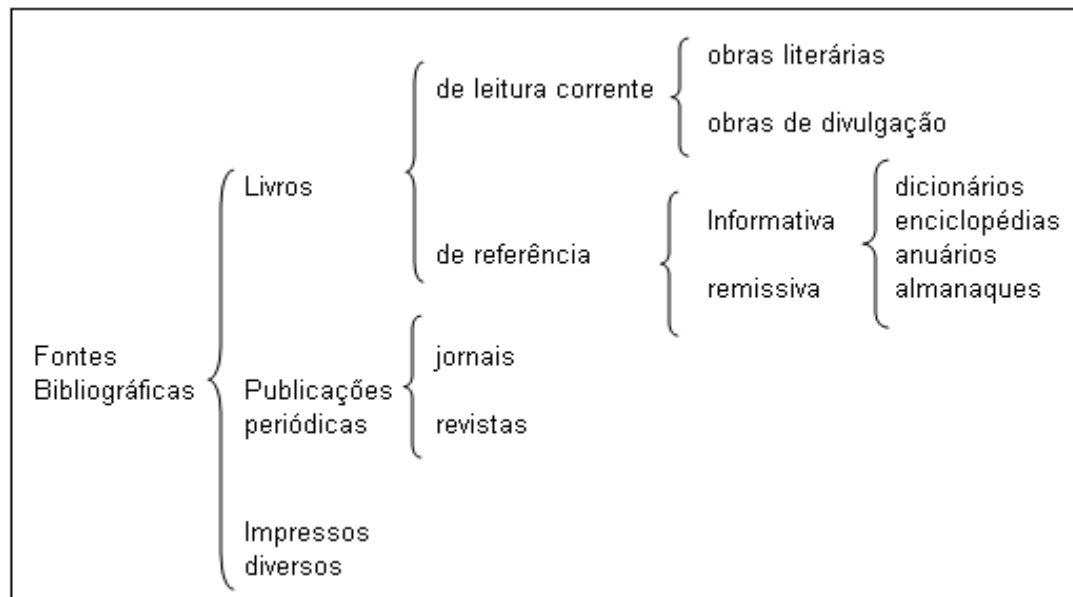 obras literárias
de leitura corrente
obras de divulgação
Livros
dicionários
Informativa
enciclopédias
anuários
de referência
remissiva
almanaques
Fontes
Bibliográficas
jornais
Publicações
periódicas
revistas
Impressos
diversos